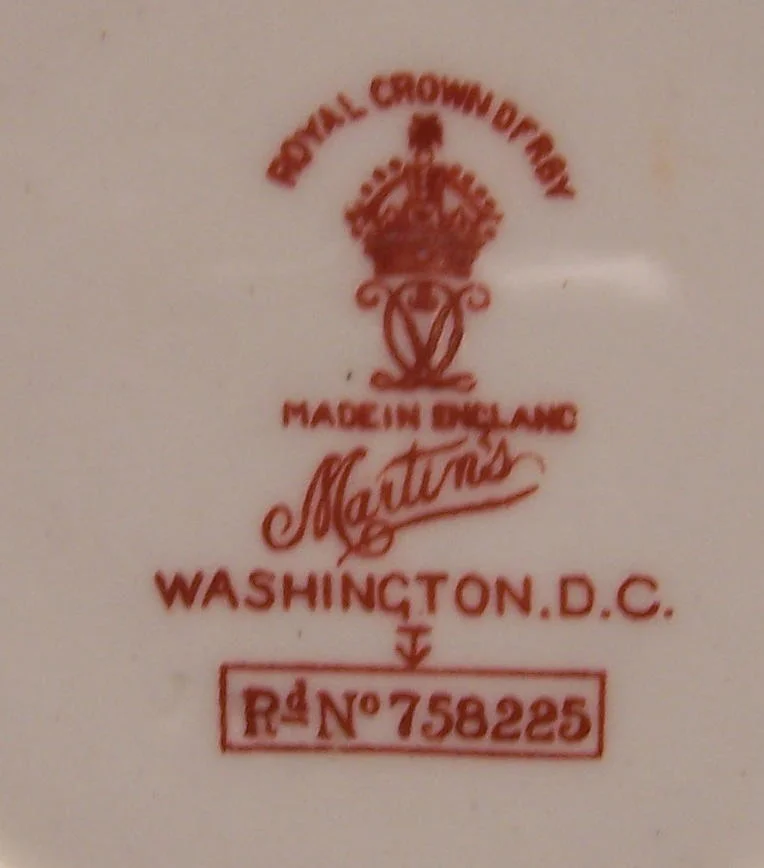 ROYAL CROWN DERBY
MADE IN ENGLAND
Martin's
WASHINGTON.D.C.
Rd No 758225